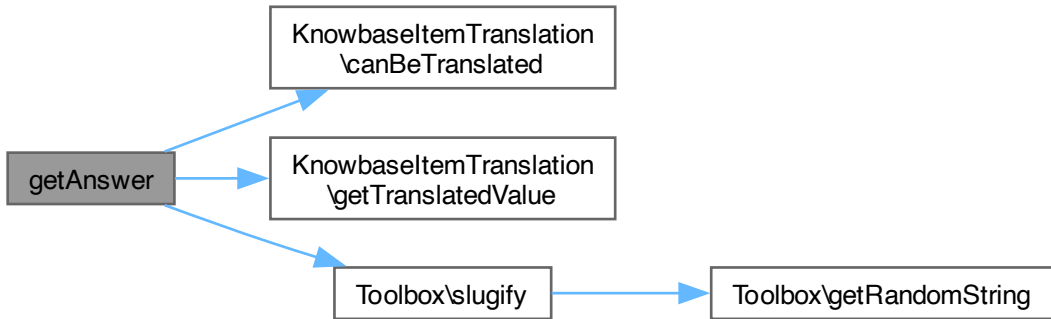 KnowbaseItemTranslation
\canBeTranslated
getAnswer
KnowbaseItemTranslation
\getTranslatedValue
Toolbox\slugify
Toolbox\getRandomString